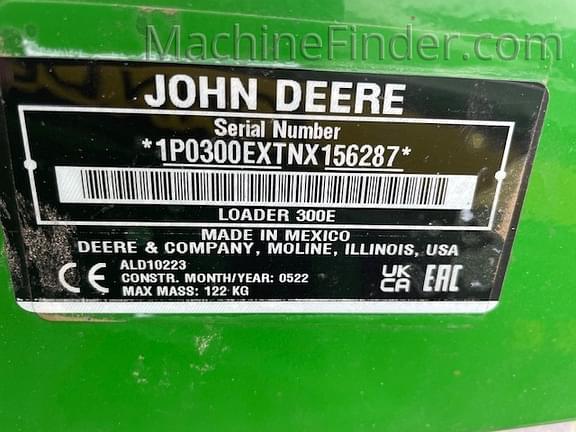 MachineFinder.com
JOHN DEERE
Serial Number
*1P0300EXTNX156287*
LOADER 300E
MADE IN MEXICO
DEERE & COMPANY, MOLINE, ILLINOIS, USA
CE
ALD10223
CONSTR. MONTH/YEAR: 0522
MAX MASS: 122 KG
UK
CA
EAC